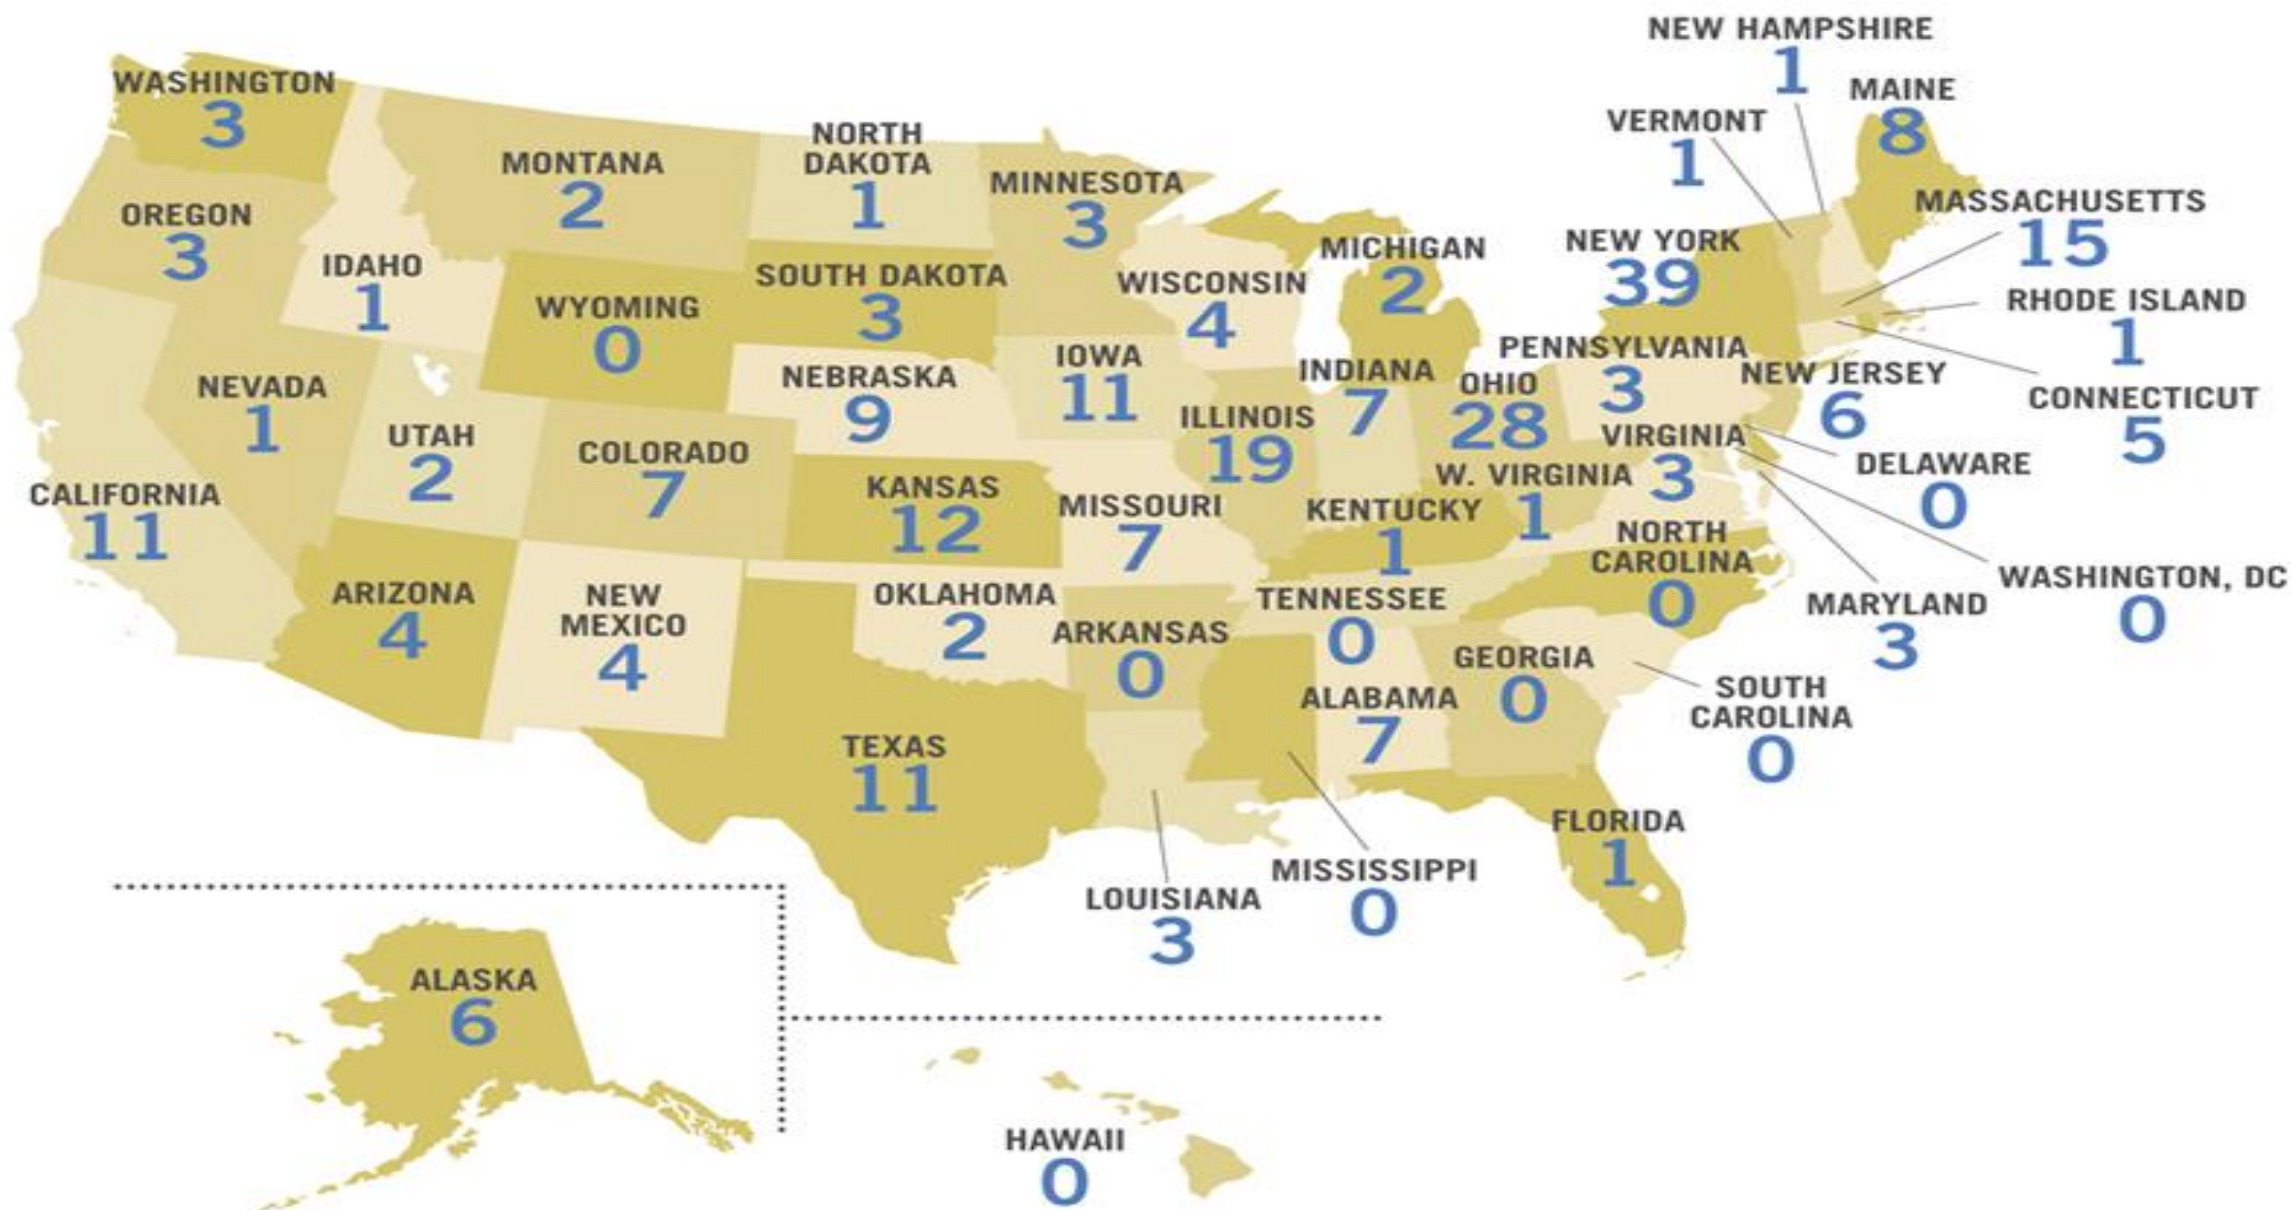 NEW HAMPSHIRE
1
WASHINGTON
3
MAINE
8
VERMONT
1
NORTH
DAKOTA
1
MONTANA
2
MINNESOTA
3
MASSACHUSETTS
15
OREGON
3
MICHIGAN
2
NEW YORK
39
IDAHO
1
SOUTH DAKOTA
3
WISCONSIN
4
RHODE ISLAND
1
WYOMING
0
PENNSYLVANIA
3
IOWA
11
INDIANA
7
NEW JERSEY
6
NEBRASKA
9
OHIO
28
NEVADA
1
CONNECTICUT
5
ILLINOIS
19
UTAH
2
VIRGINIA
3
COLORADO
7
DELAWARE
0
W. VIRGINIA
1
KANSAS
12
CALIFORNIA
11
MISSOURI
7
KENTUCKY
1
NORTH
CAROLINA
0
WASHINGTON, DC
0
ARIZONA
4
NEW
MEXICO
4
OKLAHOMA
2
TENNESSEE
0
MARYLAND
3
ARKANSAS
0
GEORGIA
0
SOUTH
CAROLINA
0
ALABAMA
7
TEXAS
11
FLORIDA
1
MISSISSIPPI
0
LOUISIANA
3
ALASKA
6
HAWAII
0